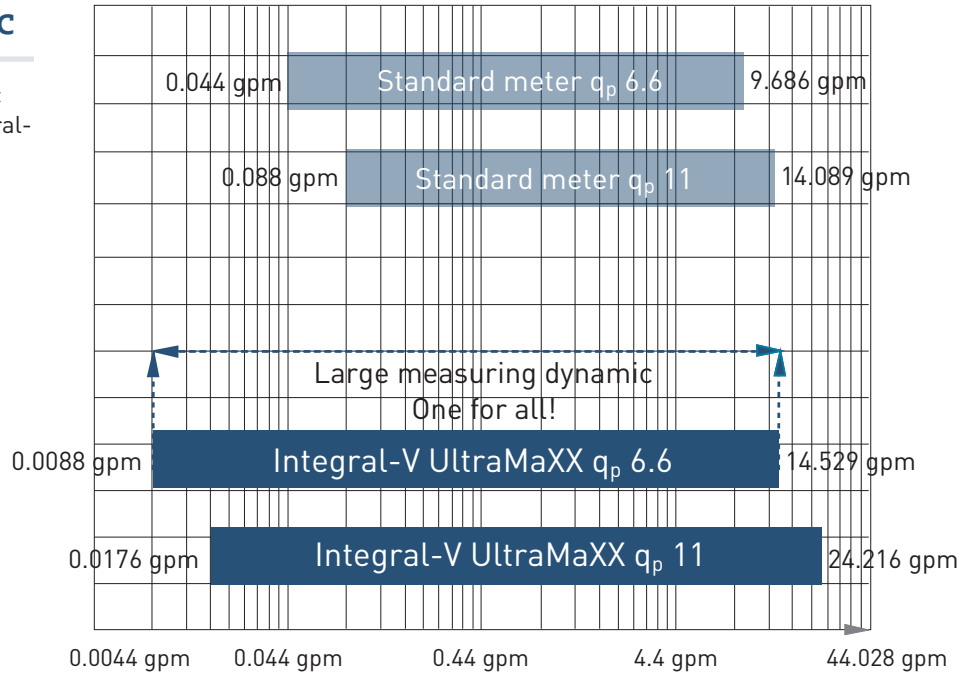 C
ral-
0.044 gpm Standard meter qp 6.6 9.686 gpm
0.088 gpm Standard meter qp 11 14.089 gpm
Large measuring dynamic
One for all!
0.0088 gpm Integral-V UltraMaXX qp 6.6 14.529 gpm
0.0176 gpm Integral-V UltraMaXX qp 11 24.216 gpm
0.0044 gpm 0.044 gpm 0.44 gpm 4.4 gpm 44.028 gpm